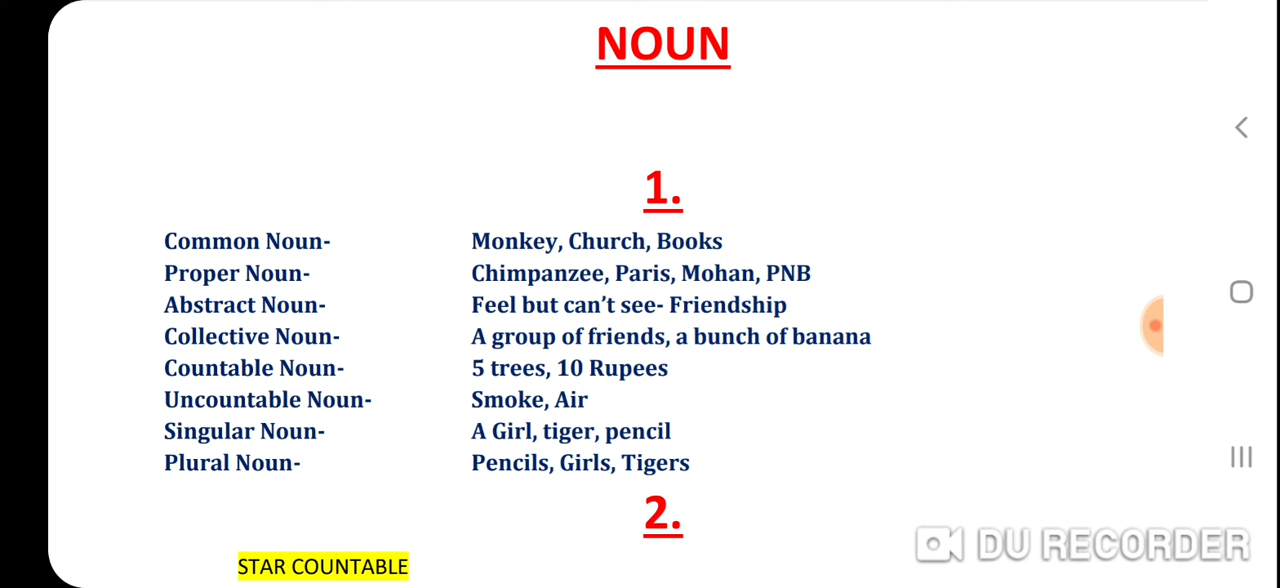 NOUN
1.
Common Noun- Monkey, Church, Books
Proper Noun- Chimpanzee, Paris, Mohan, PNB
Abstract Noun- Feel but can’t see- Friendship
Collective Noun- A group of friends, a bunch of banana
Countable Noun- 5 trees, 10 Rupees
Uncountable Noun- Smoke, Air
Singular Noun- A Girl, tiger, pencil
Plural Noun- Pencils, Girls, Tigers
2.
STAR COUNTABLE
DU RECORDER